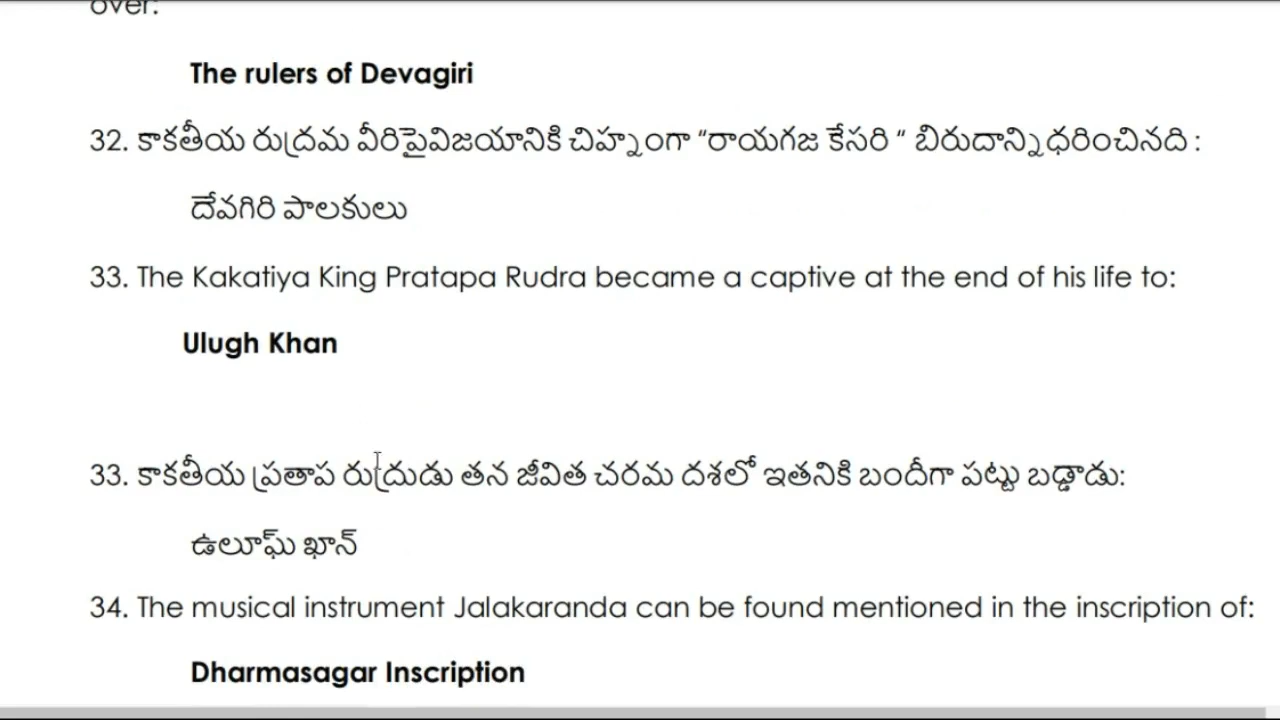 over:
The rulers of Devagiri
32. కాకతీయ రుద్రమ వీరిపైవిజయానికి చిహ్నంగా "రాయగజ కేసరి " బిరుదాన్నిధరించినది :
దేవగిరి పాలకులు
33. The Kakatiya King Pratapa Rudra became a captive at the end of his life to:
Ulugh Khan
33. కాకతీయ ప్రతాప రుద్రుడు తన జీవిత చరమ దశలో ఇతనికి బందీగా పట్టు బడ్డాడు:
ఉలూఘ్ ఖాన్
34. The musical instrument Jalakaranda can be found mentioned in the inscription of:
Dharmasagar Inscription